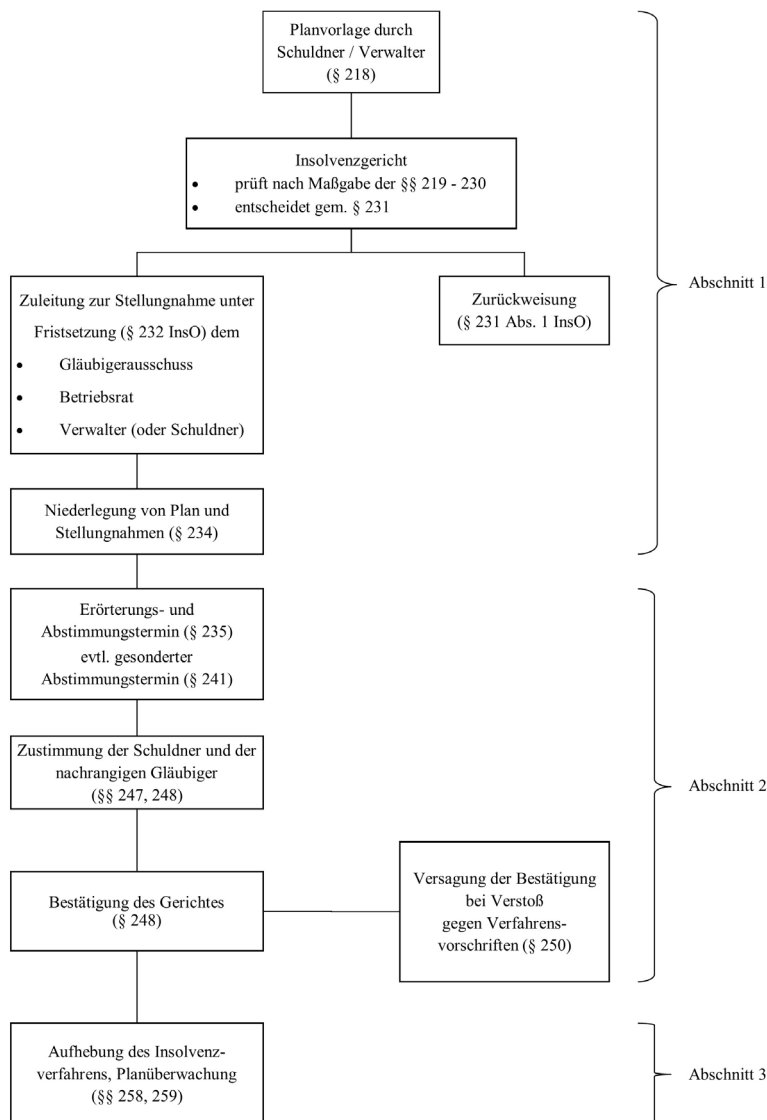 Planvorlage durch
Schuldner / Verwalter
(§ 218)
Insolvenzgericht
• prüft nach Maßgabe der §§ 219 - 230
• entscheidet gem. § 231
Zuleitung zur Stellungnahme unter
Fristsetzung (§ 232 InsO) dem
• Gläubigerausschuss
• Betriebsrat
• Verwalter (oder Schuldner)
Zurückweisung
(§ 231 Abs. 1 InsO)
Abschnitt 1
Niederlegung von Plan und
Stellungnahmen (§ 234)
Erörterungs- und
Abstimmungstermin (§ 235)
evtl. gesonderter
Abstimmungstermin (§ 241)
Zustimmung der Schuldner und der
nachrangigen Gläubiger
(§§ 247, 248)
Abschnitt 2
Bestätigung des Gerichtes
(§ 248)
Versagung der Bestätigung
bei Verstoß
gegen Verfahrens-
vorschriften (§ 250)
Aufhebung des Insolvenz-
verfahrens, Planüberwachung
(§§ 258, 259)
Abschnitt 3